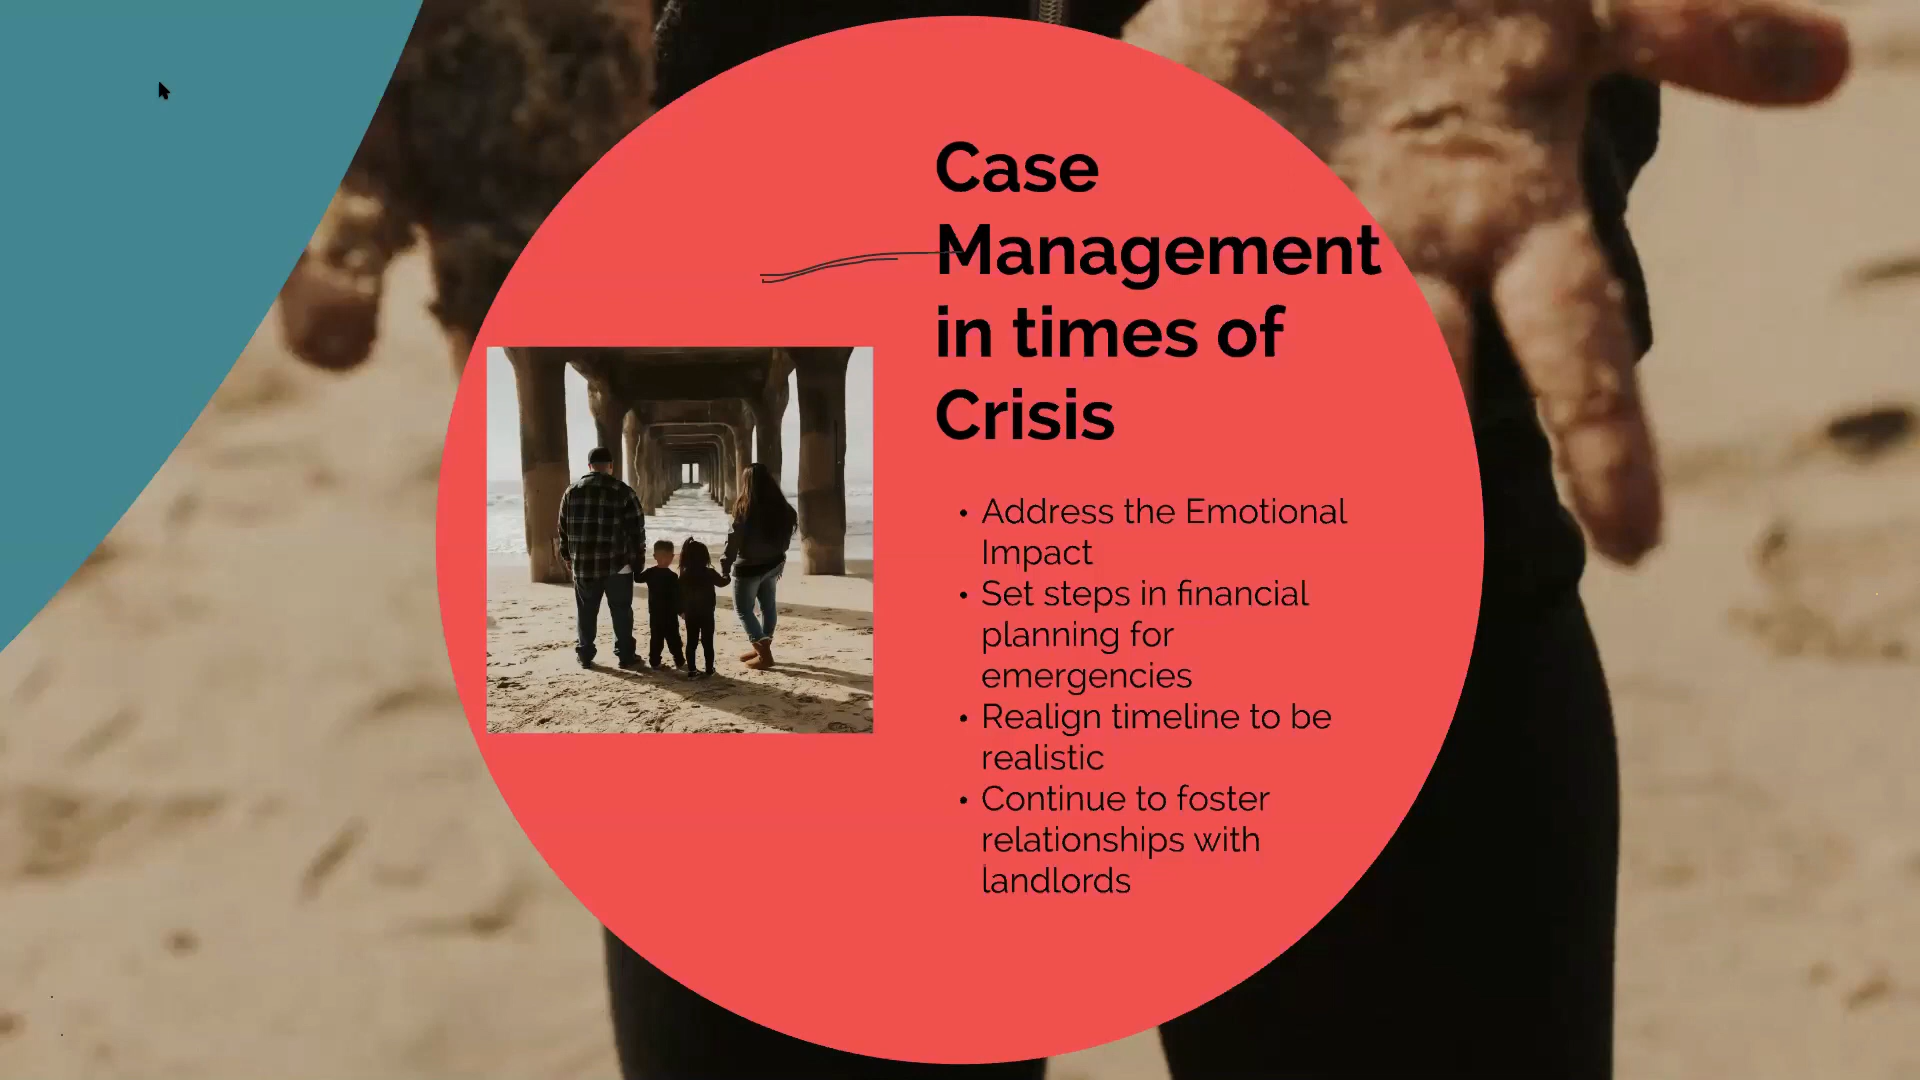 Case
Management
in times of
Crisis
• Address the Emotional
Impact
• Set steps in financial
planning for
emergencies
• Realign timeline to be
realistic
• Continue to foster
relationships with
landlords